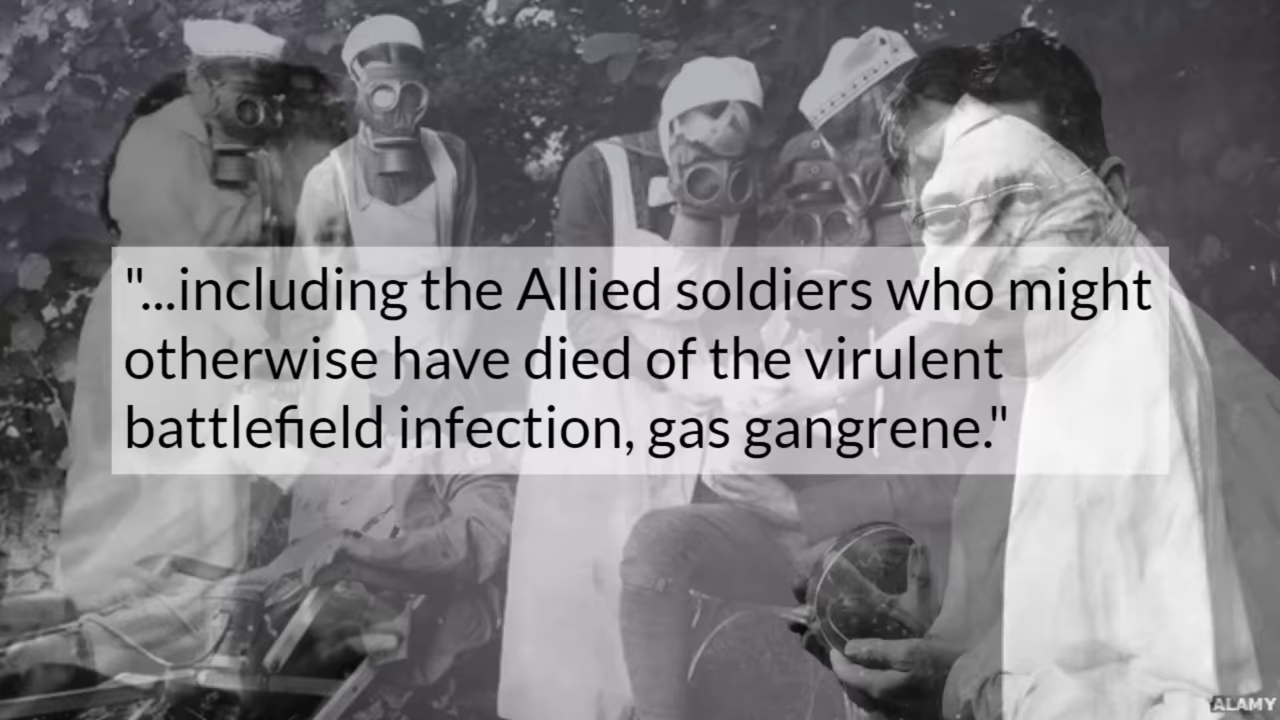 "...including the Allied soldiers who might
otherwise have died of the virulent
battlefield infection, gas gangrene."
ALAMY